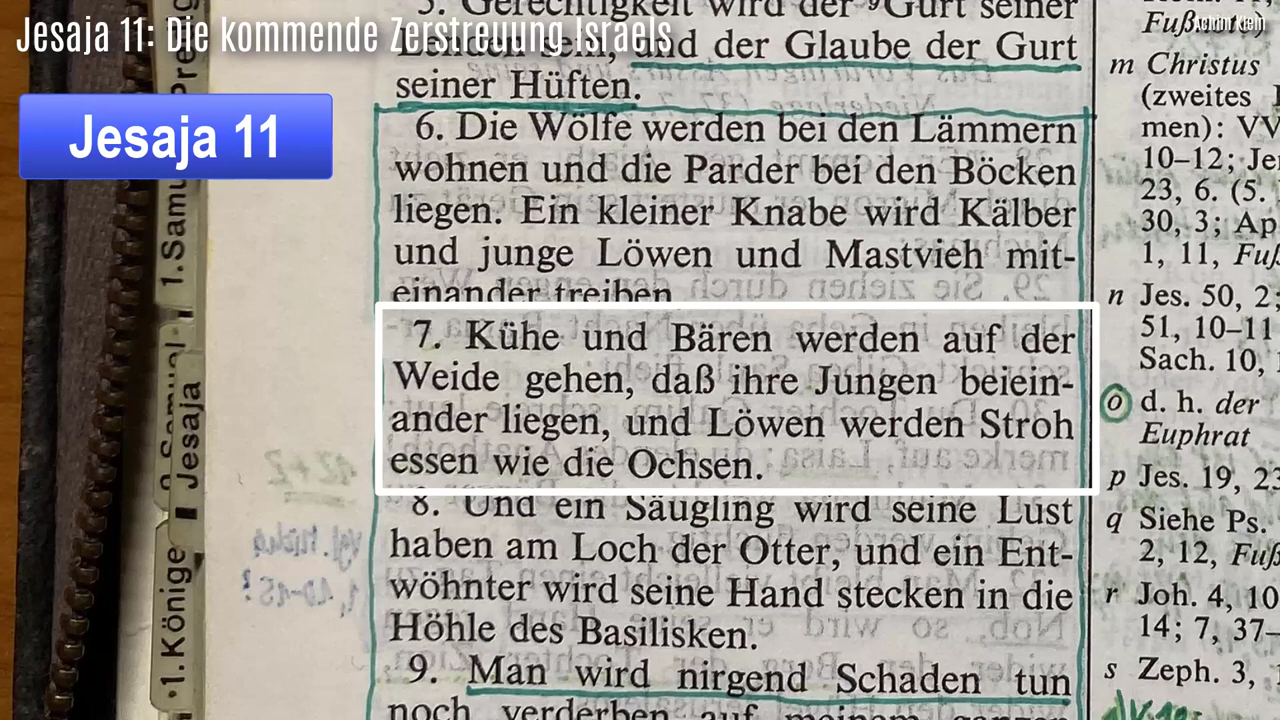 Jesaja 11: Die kommende Zerstreuung Israels
Jesaja 11
5. Gerechtigkeit wird der Gurt seiner
Lenden sein, und der Glaube der Gurt
seiner Hüften.
6. Die Wölfe werden bei den Lämmern
wohnen und die Parder bei den Böcken
liegen. Ein kleiner Knabe wird Kälber
und junge Löwen und Mastvieh mit-
einander treiben.
7. Kühe und Bären werden auf der
Weide gehen, daß ihre Jungen beiein-
ander liegen, und Löwen werden Stroh
essen wie die Ochsen.
8. Und ein Säugling wird seine Lust
haben am Loch der Otter, und ein Ent-
wöhnter wird seine Hand stecken in die
Höhle des Basilisken.
9. Man wird nirgend Schaden tun
noch verderben auf meinem ganzen
m Christus
(zweites
men): VV
10–12; Je
23, 6. (5.
30, 3; Ap
1, 11, Fuß
n Jes. 50, 2
51, 10–11
Sach. 10,
o d. h. der
Euphrat
p Jes. 19, 23
q Siehe Ps.
2, 12, Fuß
r Joh. 4, 10
14; 7, 37–
s Zeph. 3,
1.Samu
Jesaja
1.Könige